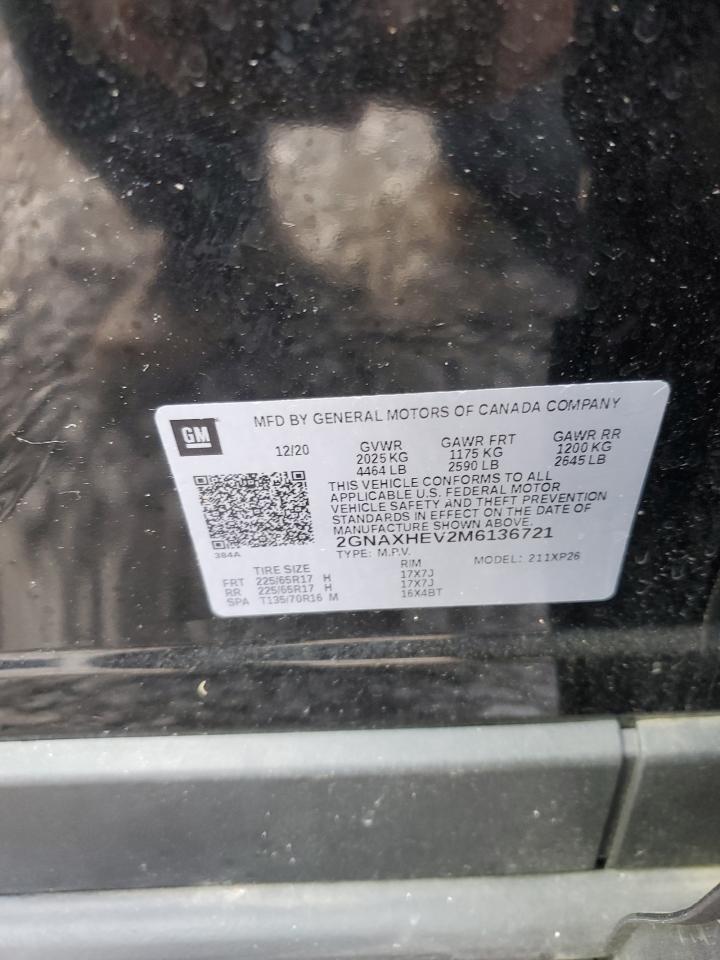 MFD BY GENERAL MOTORS OF CANADA COMPANY
GM
12/20 GVWR GAWR FRT GAWR RR
2025 KG 1175 KG 1200 KG
4464 LB 2590 LB 2645 LB
THIS VEHICLE CONFORMS TO ALL
APPLICABLE U.S. FEDERAL MOTOR
VEHICLE SAFETY AND THEFT PREVENTION
STANDARDS IN EFFECT ON THE DATE OF
MANUFACTURE SHOWN ABOVE.
2GNAXHEV2M6136721
384A
TYPE: M.P.V. MODEL: 211XP26
TIRE SIZE RIM
FRT 225/65R17 H 17X7J
RR 225/65R17 H 17X7J
SPA T135/70R16 M 16X4BT